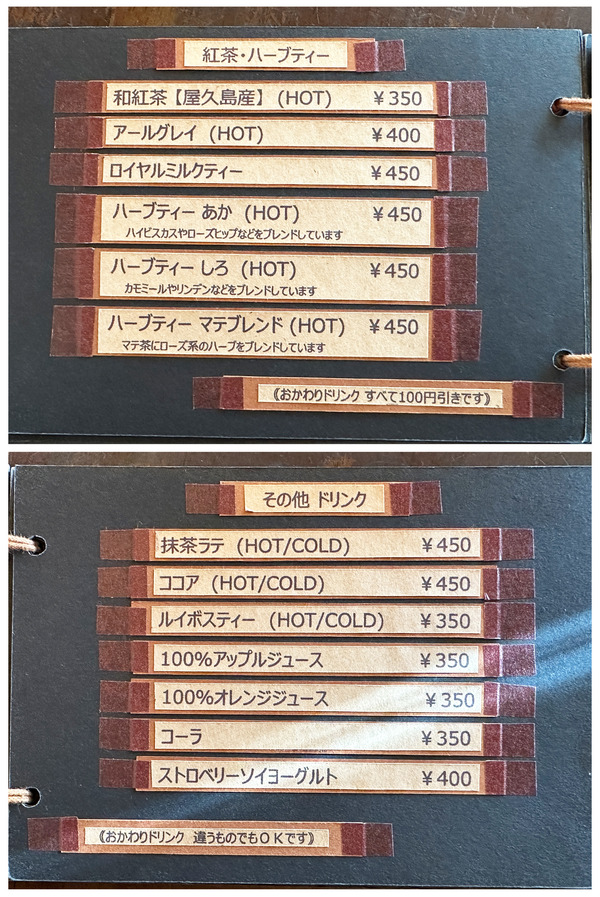 紅茶・ハーブティー
和紅茶【屋久島産】 (HOT) ¥350
アールグレイ (HOT) ¥400
ロイヤルミルクティー ¥450
ハーブティー あか (HOT) ¥450
ハイビスカスやローズヒップなどをブレンドしています
ハーブティー しろ (HOT) ¥450
カモミールやリンデンなどをブレンドしています
ハーブティー マテブレンド (HOT) ¥450
マテ茶にローズ系のハーブをブレンドしています
《おかわりドリンク すべて100円引きです》
その他 ドリンク
抹茶ラテ (HOT/COLD) ¥450
ココア (HOT/COLD) ¥450
ルイボスティー (HOT/COLD) ¥350
100%アップルジュース ¥350
100%オレンジジュース ¥350
コーラ ¥350
ストロベリーソイヨーグルト ¥400
《おかわりドリンク 違うものでもOKです》